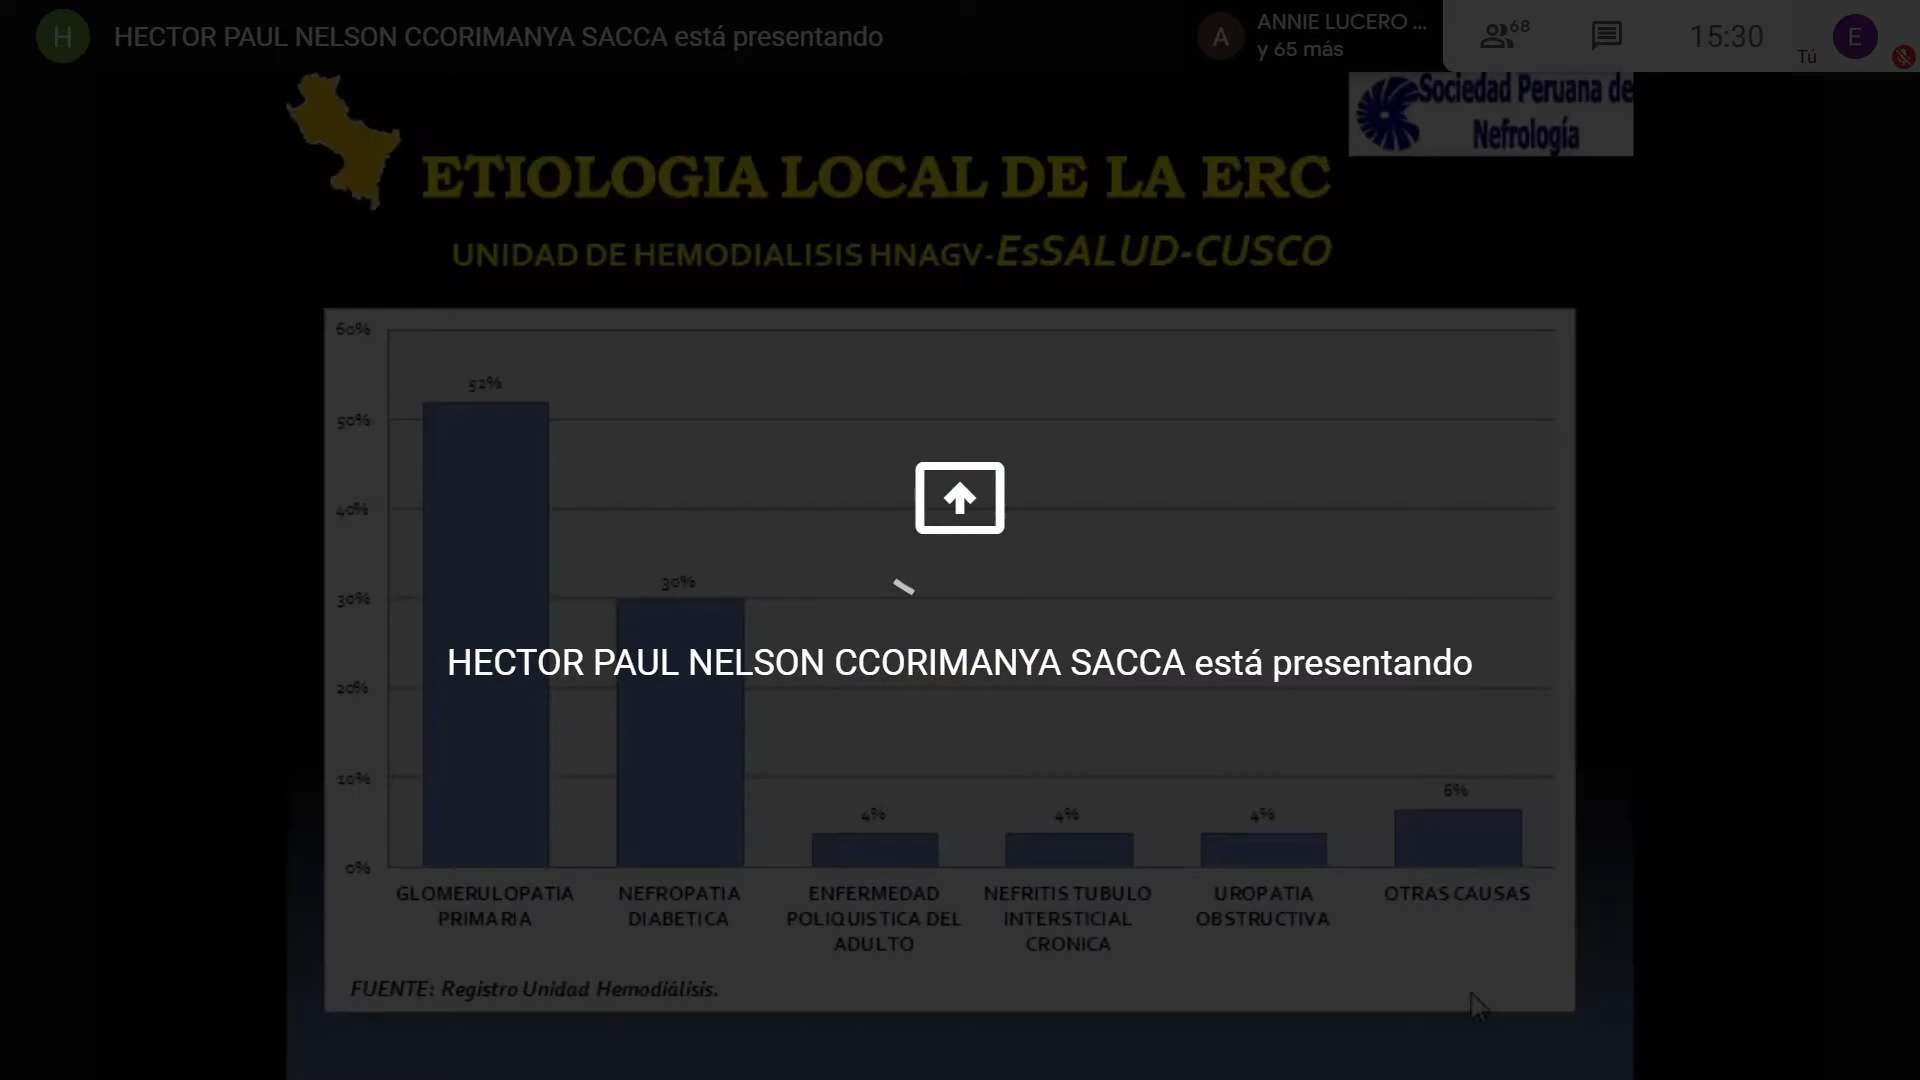 H
HECTOR PAUL NELSON CCORIMANYA SACCA está presentando
A
ANNIE LUCERO ...
y 65 más
68
15:30
Tú
E
Sociedad Peruana de
Nefrología
ETIOLOGIA LOCAL DE LA ERC
UNIDAD DE HEMODIALISIS HNAGV-EsSALUD-CUSCO
60%
52%
50%
40%
30%
30%
HECTOR PAUL NELSON CCORIMANYA SACCA está presentando
20%
10%
4%
4%
4%
6%
0%
GLOMERULOPATIA
PRIMARIA
NEFROPATIA
DIABETICA
ENFERMEDAD
POLIQUISTICA DEL
ADULTO
NEFRITIS TUBULO
INTERSTICIAL
CRONICA
UROPATIA
OBSTRUCTIVA
OTRAS CAUSAS
FUENTE: Registro Unidad Hemodiálisis.